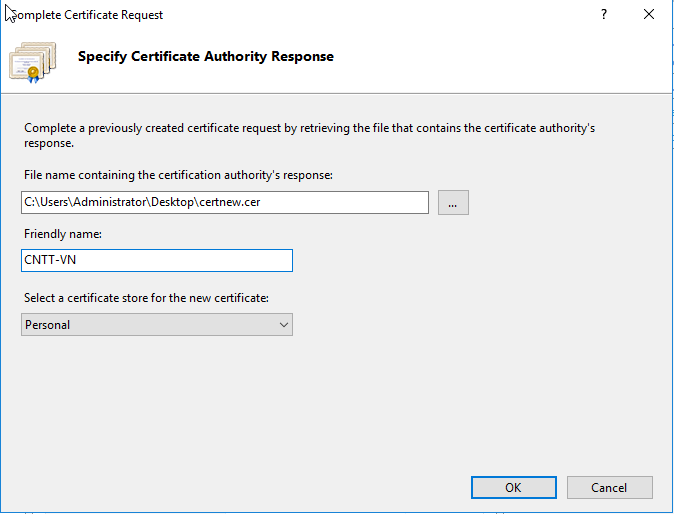 Complete Certificate Request
?
Specify Certificate Authority Response
Complete a previously created certificate request by retrieving the file that contains the certificate authority's
response.
File name containing the certification authority's response:
C:\Users\Administrator\Desktop\certnew.cer
...
Friendly name:
CNTT-VN
Select a certificate store for the new certificate:
Personal
OK
Cancel